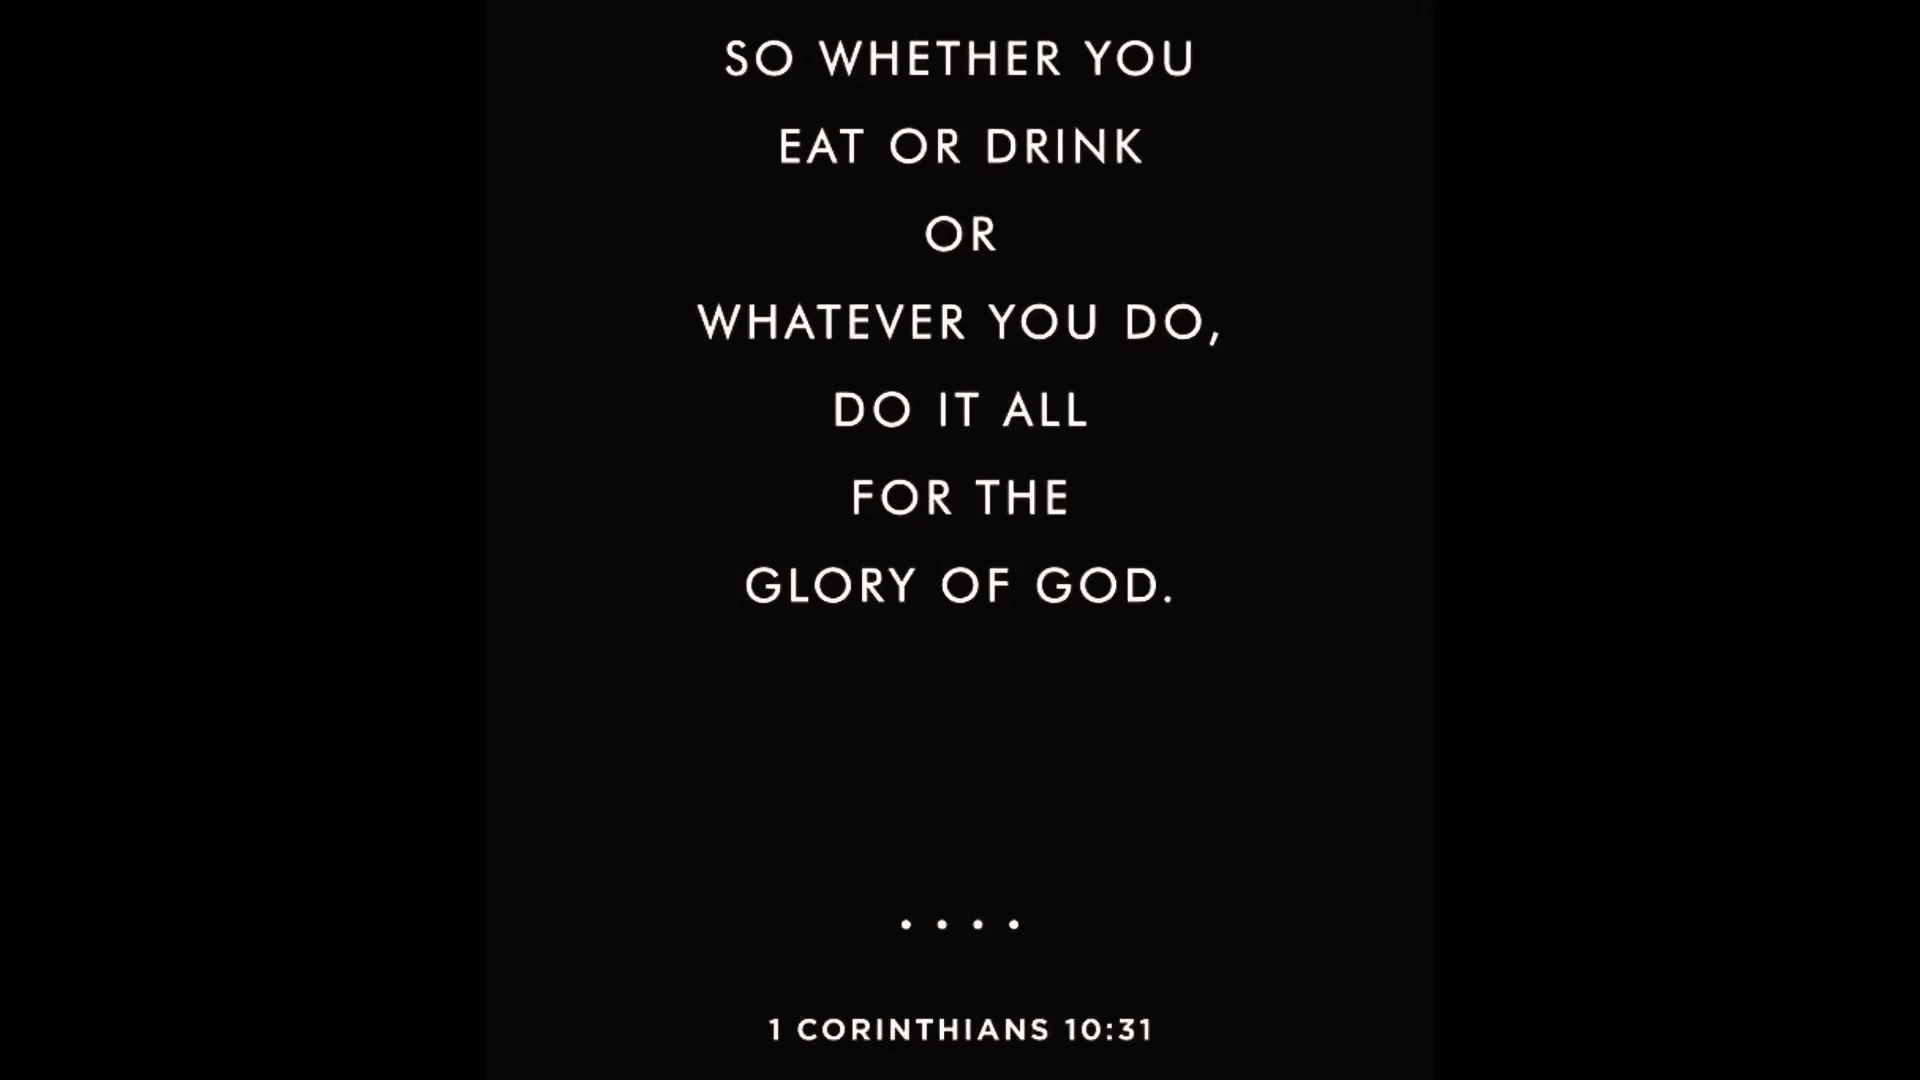 SO WHETHER YOU
EAT OR DRINK
OR
WHATEVER YOU DO,
DO IT ALL
FOR THE
GLORY OF GOD.
. . . .
1 CORINTHIANS 10:31